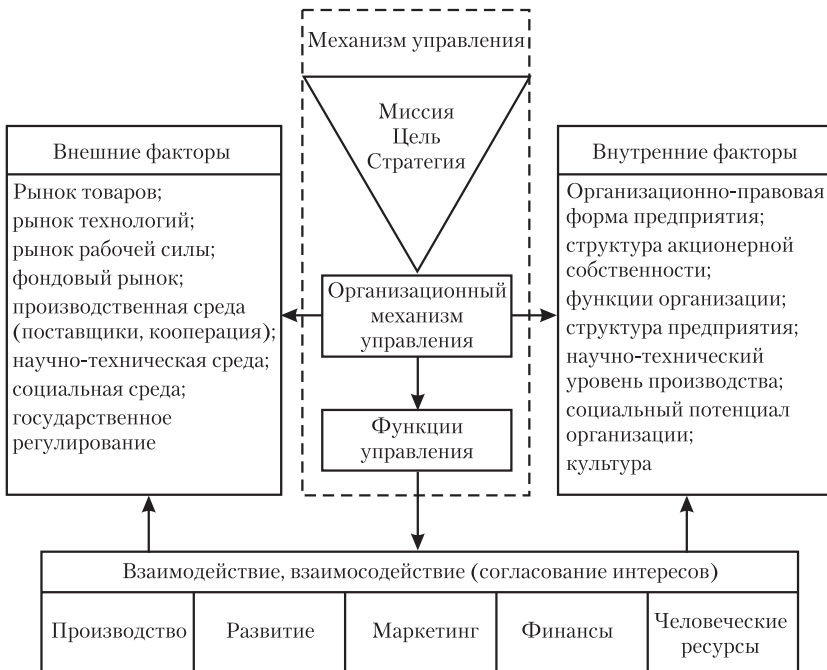 Механизм управления
Миссия
Цель
Стратегия
Внешние факторы
Рынок товаров;
рынок технологий;
рынок рабочей силы;
фондовый рынок;
производственная среда
(поставщики, кооперация);
научно-техническая среда;
социальная среда;
государственное
регулирование
Организационный
механизм
управления
Функции
управления
Внутренние факторы
Организационно-правовая
форма предприятия;
структура акционерной
собственности;
функции организации;
структура предприятия;
научно-технический
уровень производства;
социальный потенциал
организации;
культура
Взаимодействие, взаимосодействие (согласование интересов)
Производство
Развитие
Маркетинг
Финансы
Человеческие
ресурсы